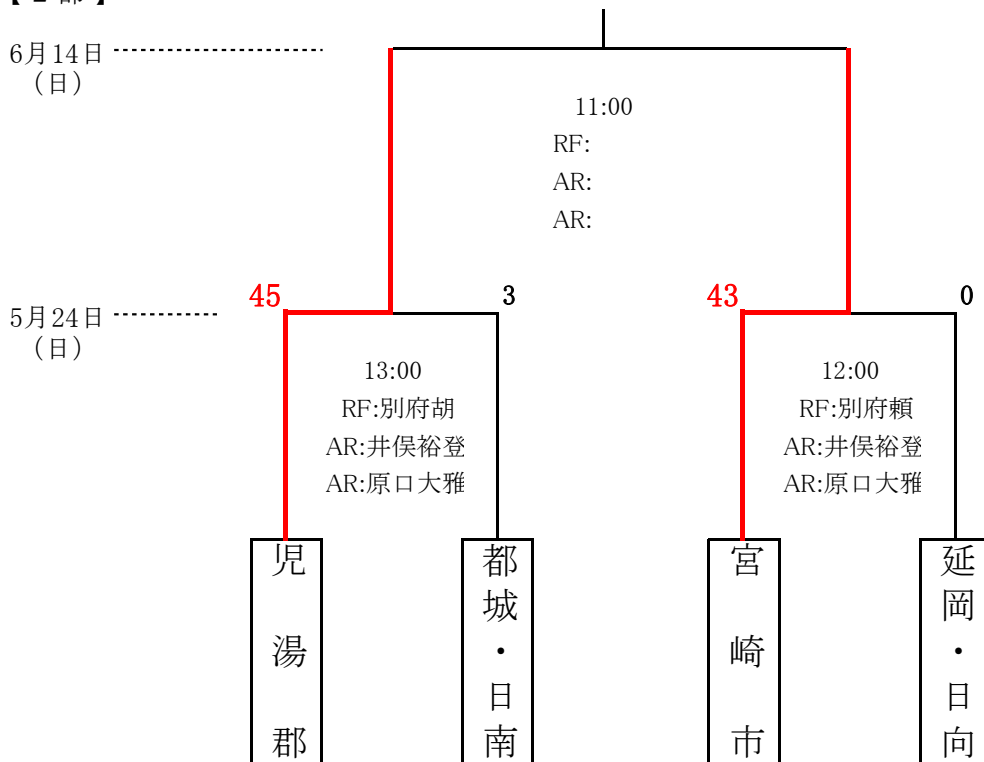 6月14日
(日)
11:00
RF:
AR:
AR:
45
3
43
0
5月24日
(日)
13:00
RF:別府胡
AR:井俣裕登
AR:原口大雅
12:00
RF:別府頼
AR:井俣裕登
AR:原口大雅
児湯郡
都城・日南
宮崎市
延岡・日向